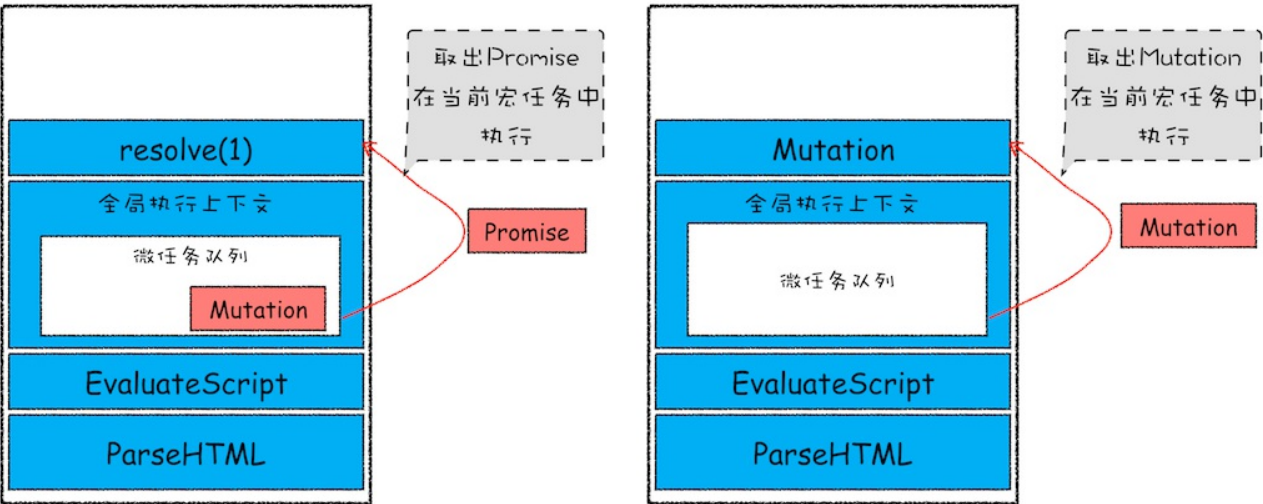 取出Promise
在当前宏任务中
执行
resolve(1)
全局执行上下文
微任务队列
Mutation
Promise
EvaluateScript
ParseHTML
取出Mutation
在当前宏任务中
执行
Mutation
全局执行上下文
微任务队列
Mutation
EvaluateScript
ParseHTML